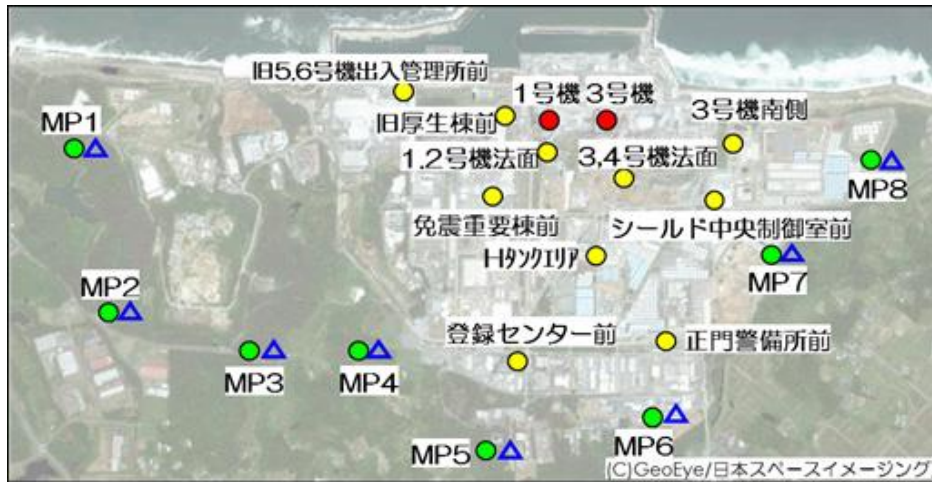 旧5,6号機出入管理所前
1号機
3号機
MP1
旧厚生棟前
3号機南側
1,2号機法面
3,4号機法面
MP8
免震重要棟前
シールド中央制御室前
Hタンクエリア
MP7
MP2
登録センター前
正門警備所前
MP3
MP4
MP5
MP6
(C)GeoEye/日本スペースイメージング